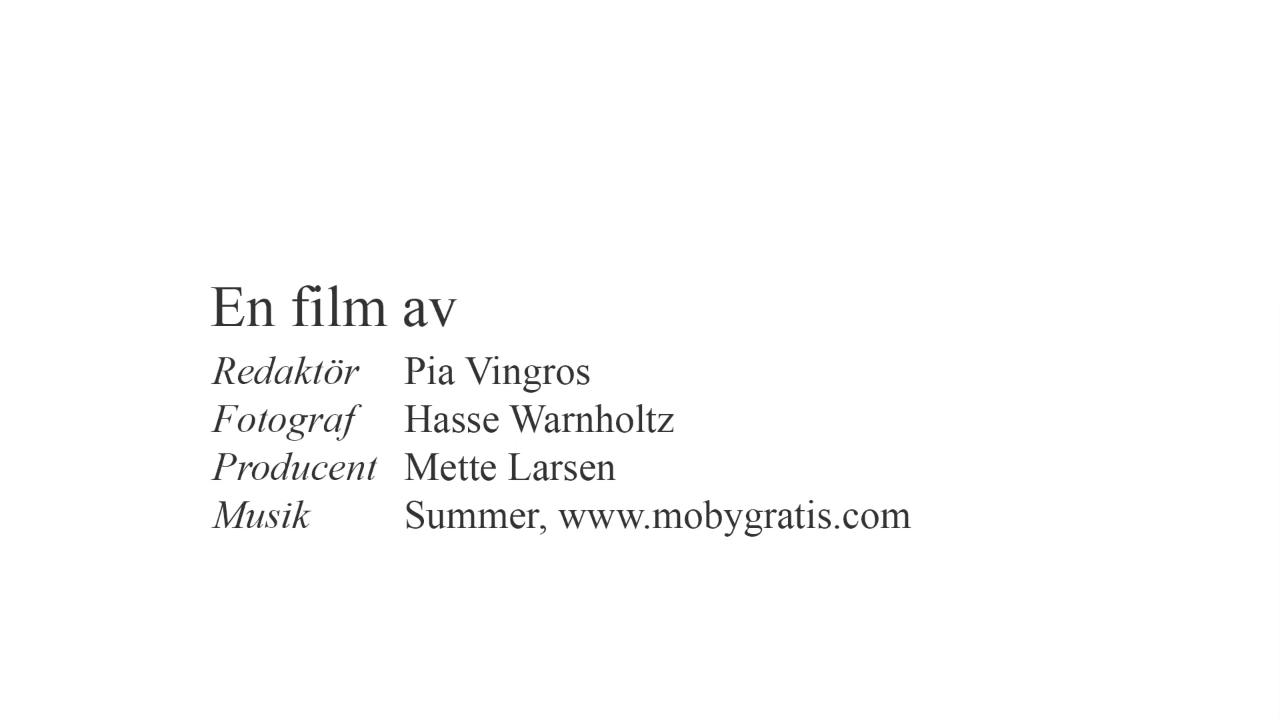 En film av
Redaktör Pia Vingros
Fotograf Hasse Warnholtz
Producent Mette Larsen
Musik Summer, www.mobygratis.com